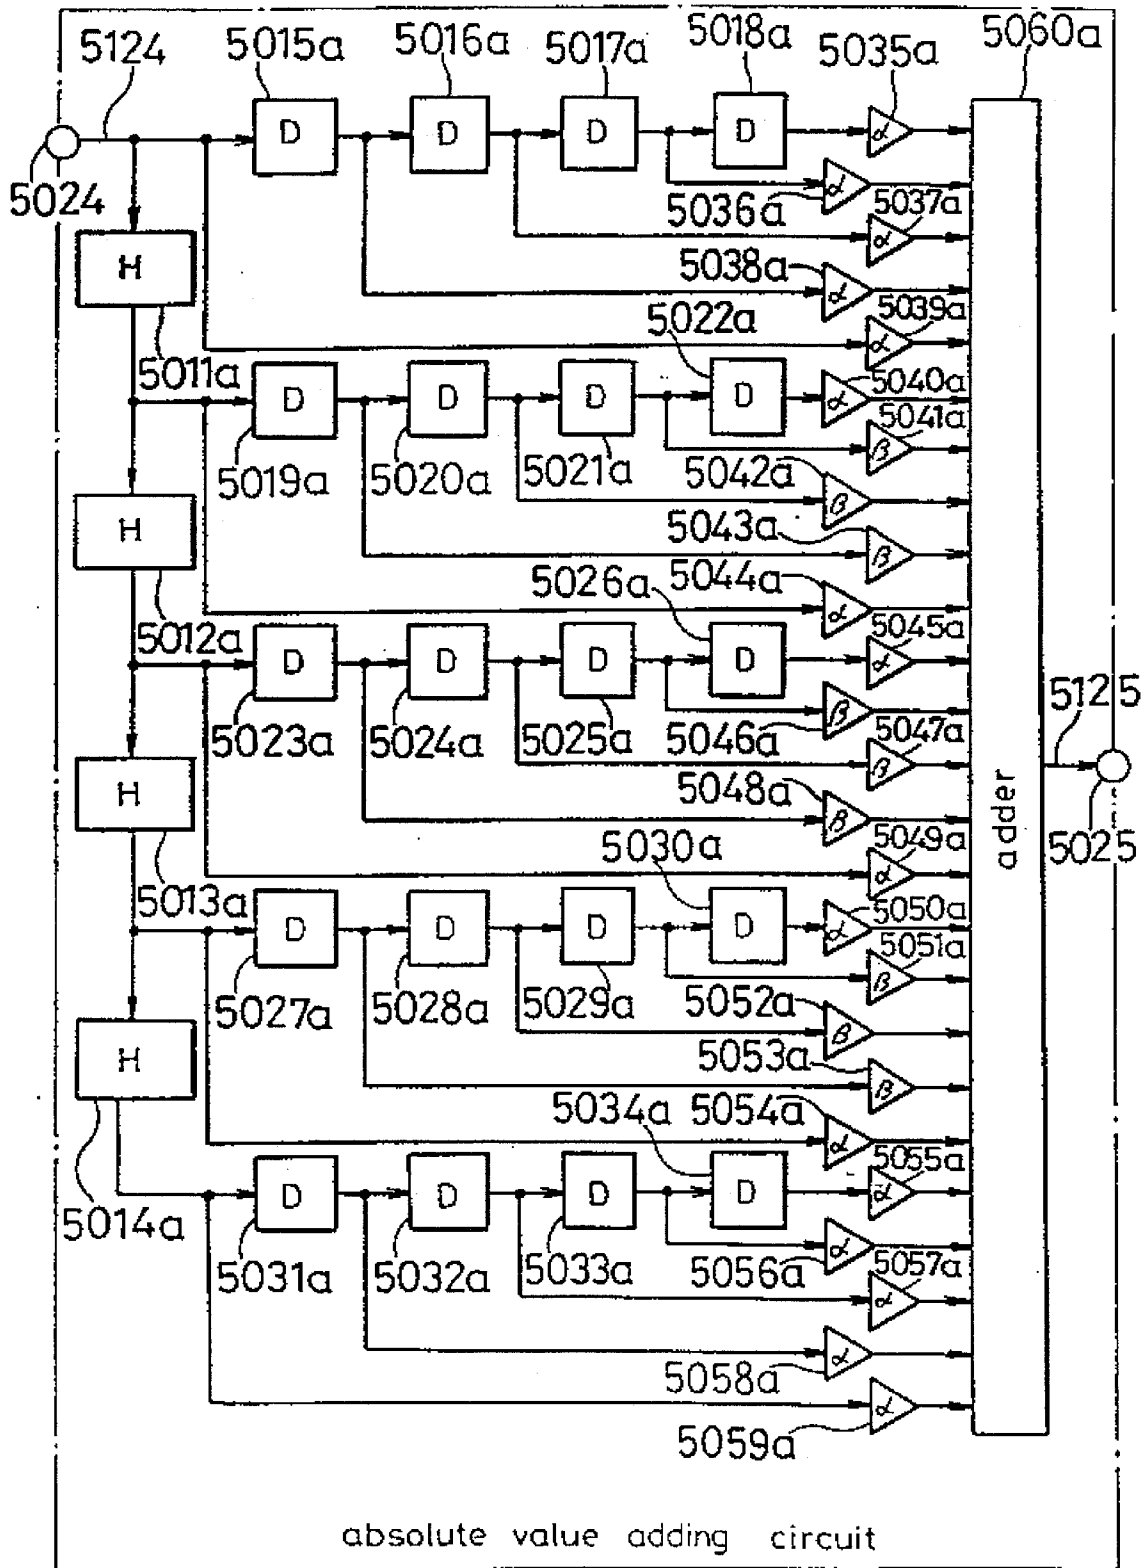 5015a 5016a 5017a 5018a 5035a 5060a
5124
D D D D α
5024
5036a α 5037a
H α
5038a α
5022a 5039a
5011a α
D D D D α 5040a
5041a
5019a 5020a 5021a β
5042a
H β
5043a
β
5026a 5044a
5012a α 5045a
D D D D α
5125
5023a 5024a 5025a 5046a β 5047a
β
H 5048a adder
β 5025
5030a 5049a
5013a α
D D D D α 5050a
5051a
5027a 5028a 5029a β
5052a
β
H 5053a
β
5034a 5054a
α 5055a
D D D D α
5014a
5031a 5032a 5033a 5056a α 5057a
α
α
5058a
α
5059a
absolute value adding circuit